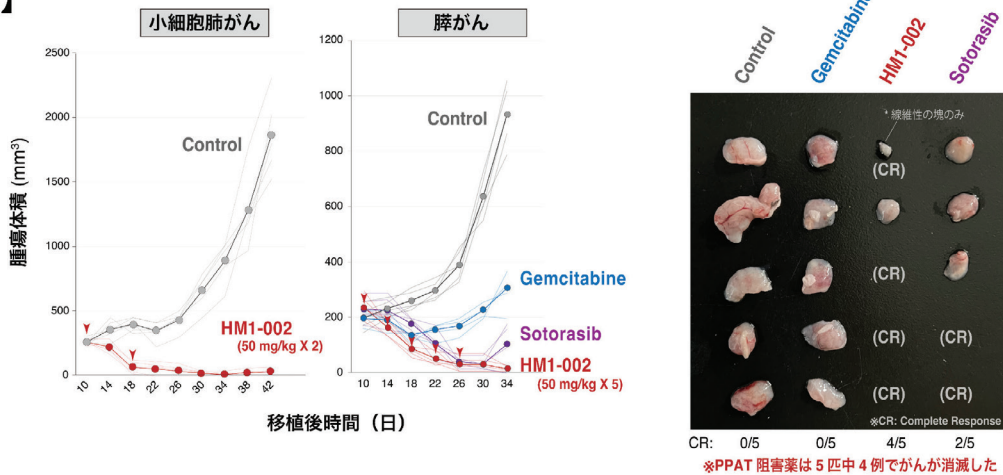 】
小細胞肺がん
2500
2000
1500
1000
500
0
10 14 18 22 26 30 34 38 42
Control
HM1-002
(50 mg/kg X 2)
腫瘍体積 (mm³)
膵がん
1200
1000
800
600
400
200
0
10 14 18 22 26 30 34
Control
Gemcitabine
Sotorasib
HM1-002
(50 mg/kg X 5)
移植後時間（日）
Control
Gemcitabine
HM1-002
Sotorasib
* 線維性の塊のみ
(CR)
(CR)
(CR) (CR)
(CR) (CR)
※CR: Complete Response
CR: 0/5 0/5 4/5 2/5
※PPAT 阻害薬は 5 匹中 4 例でがんが消滅した